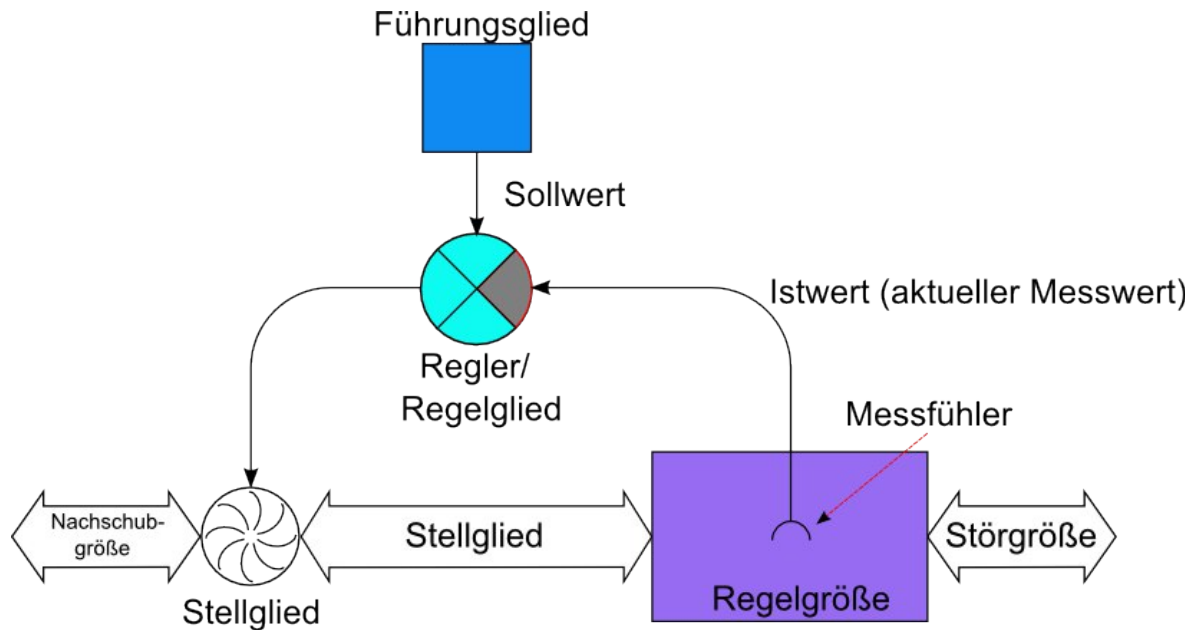 Führungsglied
Sollwert
Istwert (aktueller Messwert)
Regler/
Regelglied
Messfühler
Nachschub-
größe
Stellglied
Störgröße
Stellglied
Regelgröße